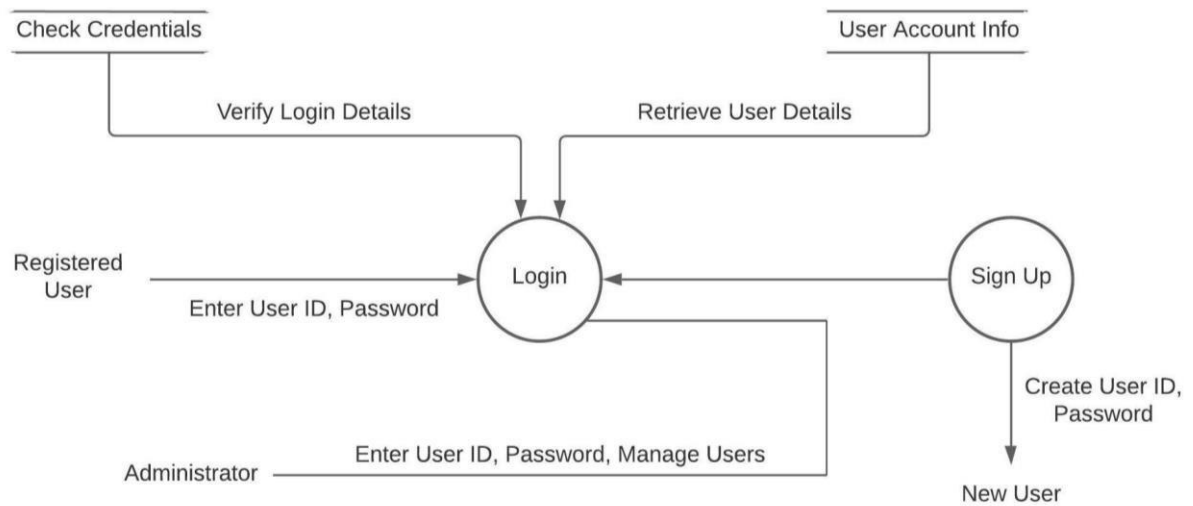 Check Credentials
User Account Info
Verify Login Details
Retrieve User Details
Registered
User
Enter User ID, Password
Login
Sign Up
Create User ID,
Password
Enter User ID, Password, Manage Users
Administrator
New User